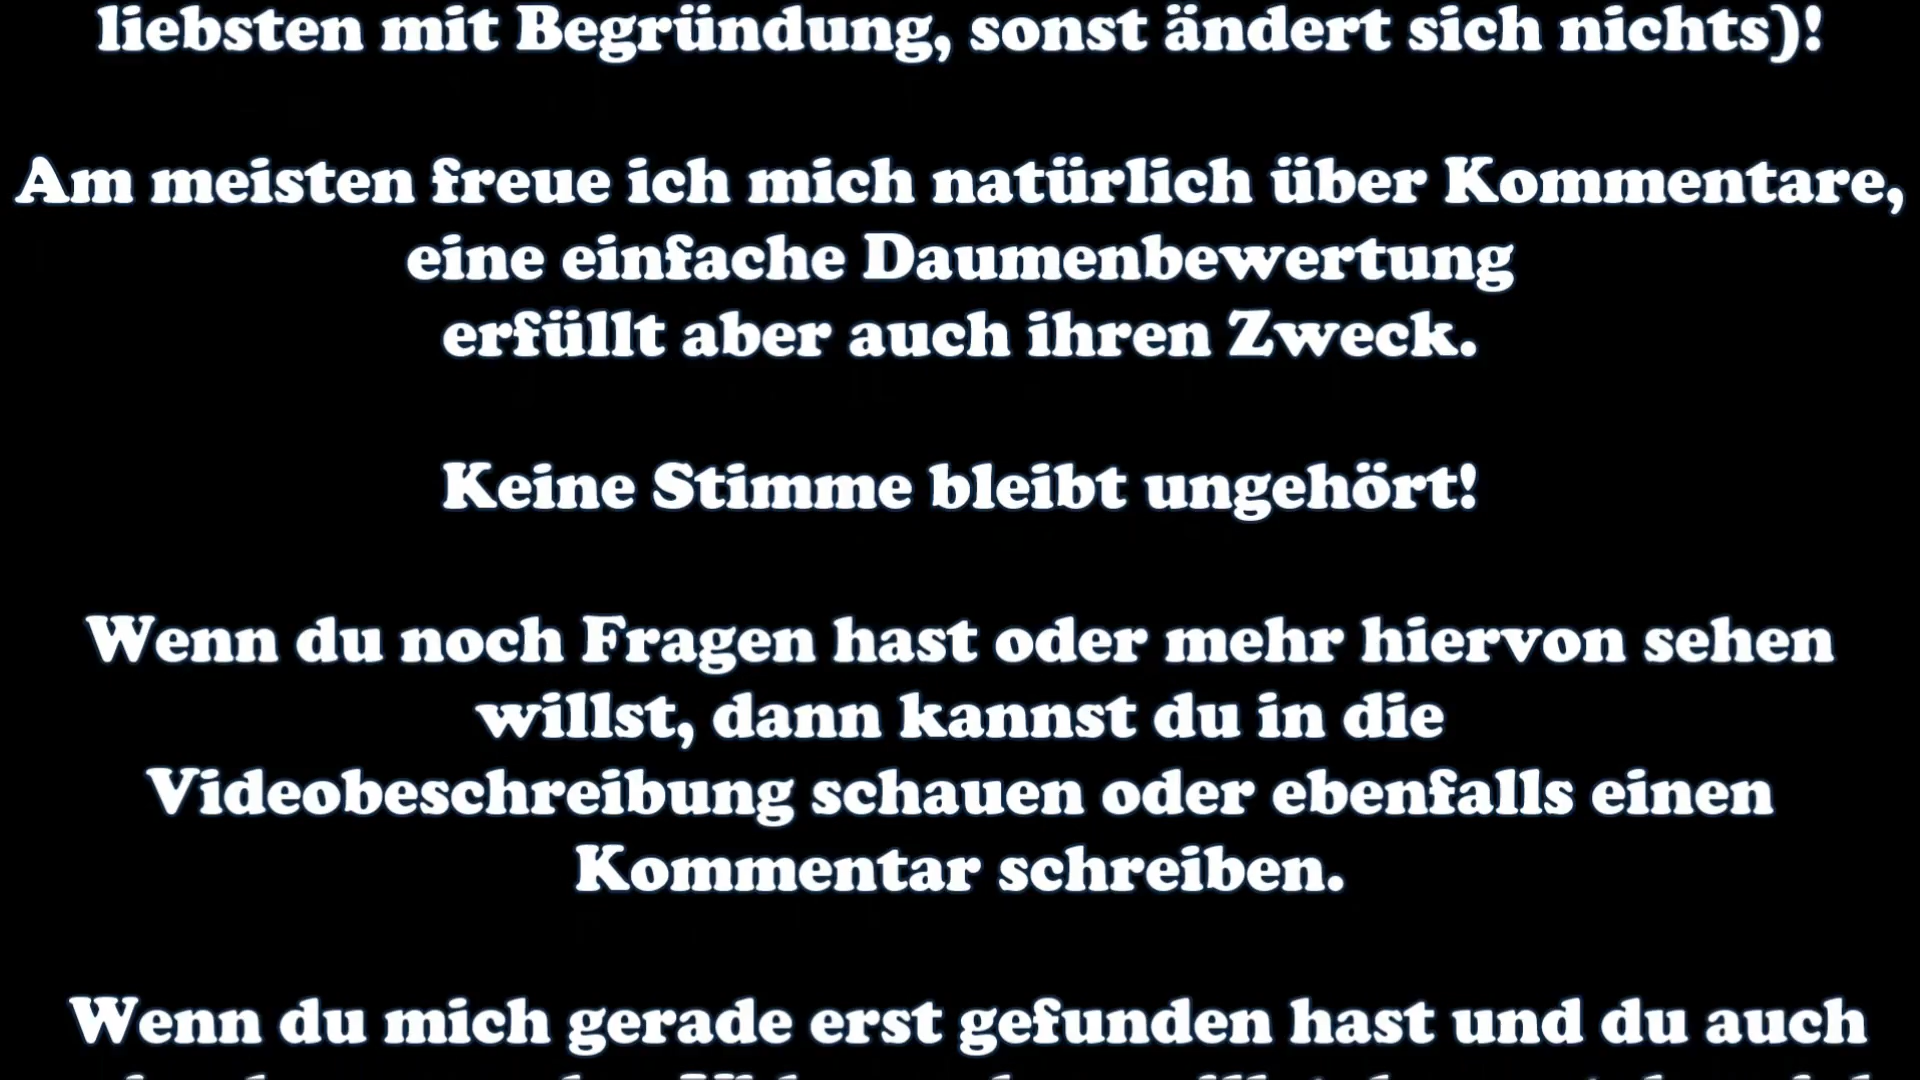 liebsten mit Begründung, sonst ändert sich nichts)!
Am meisten freue ich mich natürlich über Kommentare,
eine einfache Daumenbewertung
erfüllt aber auch ihren Zweck.
Keine Stimme bleibt ungehört!
Wenn du noch Fragen hast oder mehr hiervon sehen
willst, dann kannst du in die
Videobeschreibung schauen oder ebenfalls einen
Kommentar schreiben.
Wenn du mich gerade erst gefunden hast und du auch